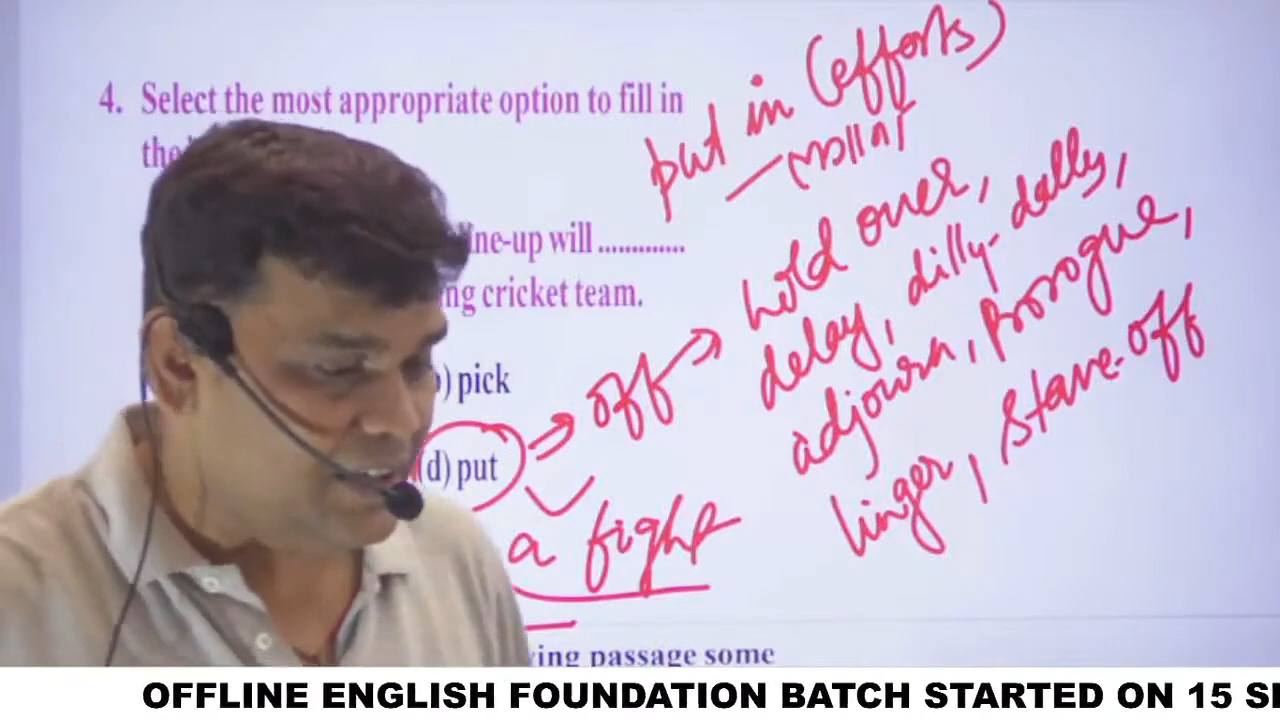 4. Select the most appropriate option to fill in
the
ne-up will .............
ng cricket team.
) pick
(d) put
put in (efforts)
off
hold over,
delay, dilly-dally,
adjourn, Prorogue,
linger, Stave-off
a fight
ing passage some
OFFLINE ENGLISH FOUNDATION BATCH STARTED ON 15 S